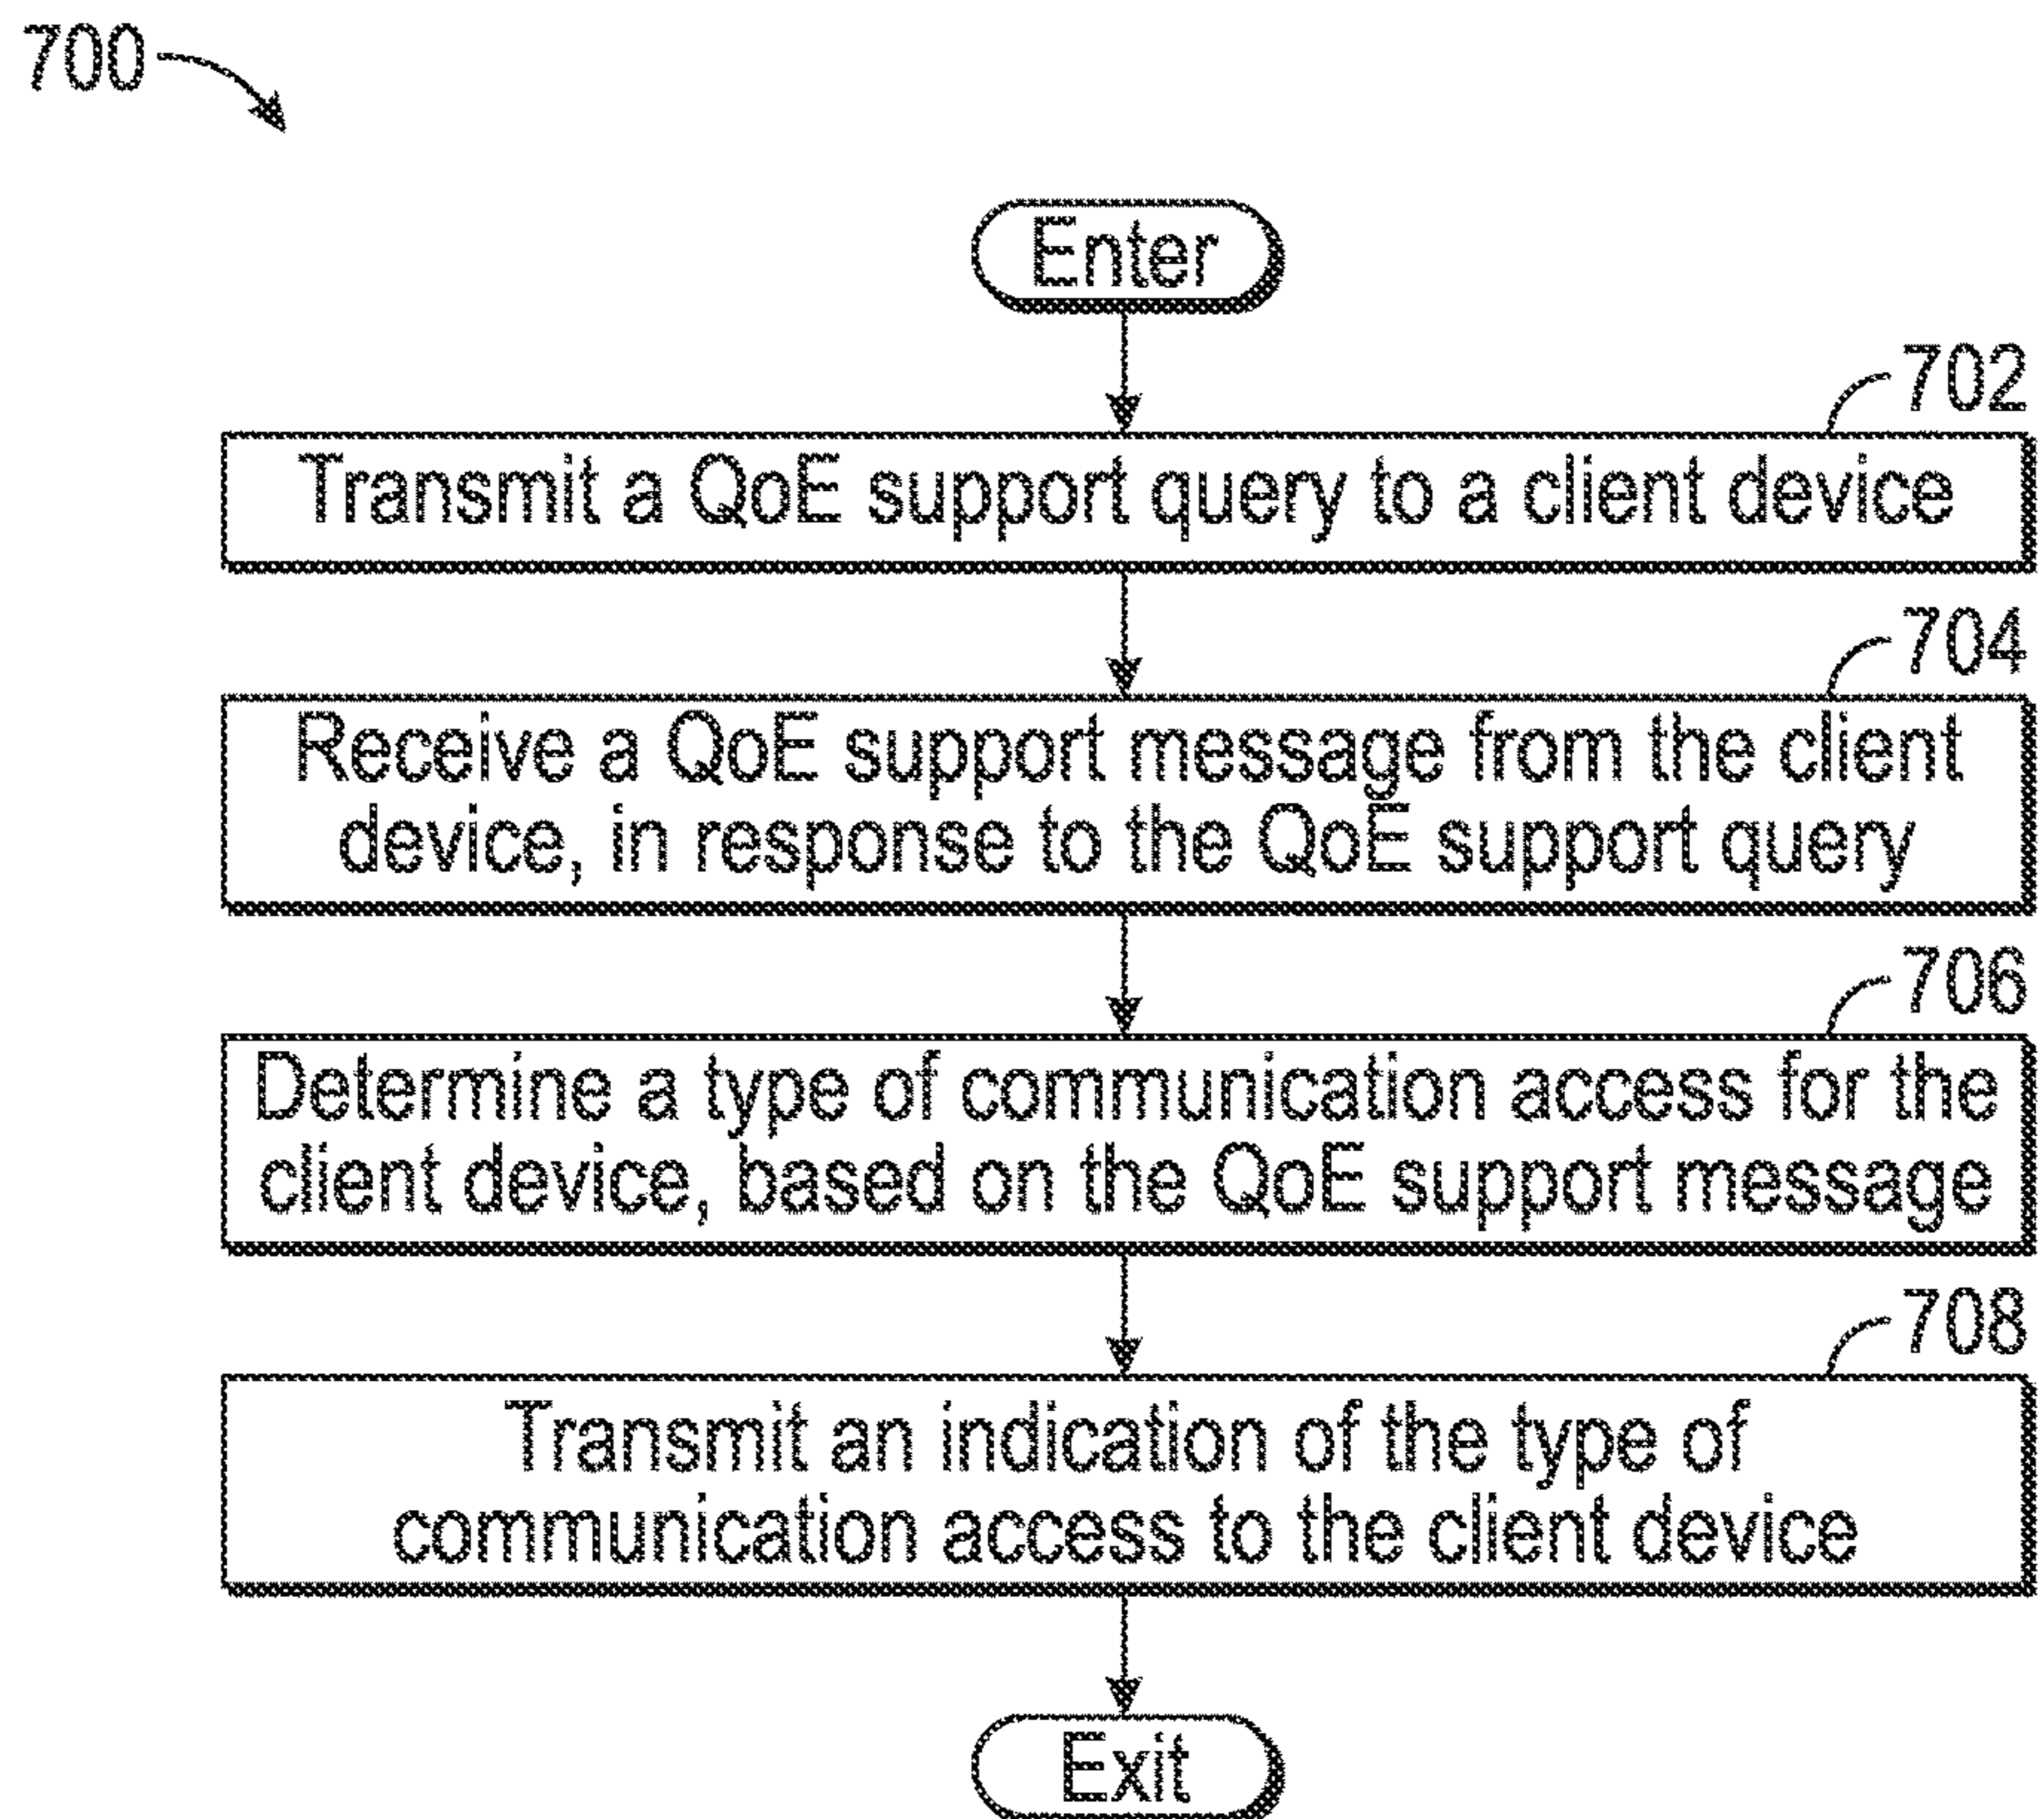 700
Enter
702
Transmit a QoE support query to a client device
704
Receive a QoE support message from the client
device, in response to the QoE support query
706
Determine a type of communication access for the
client device, based on the QoE support message
708
Transmit an indication of the type of
communication access to the client device
Exit